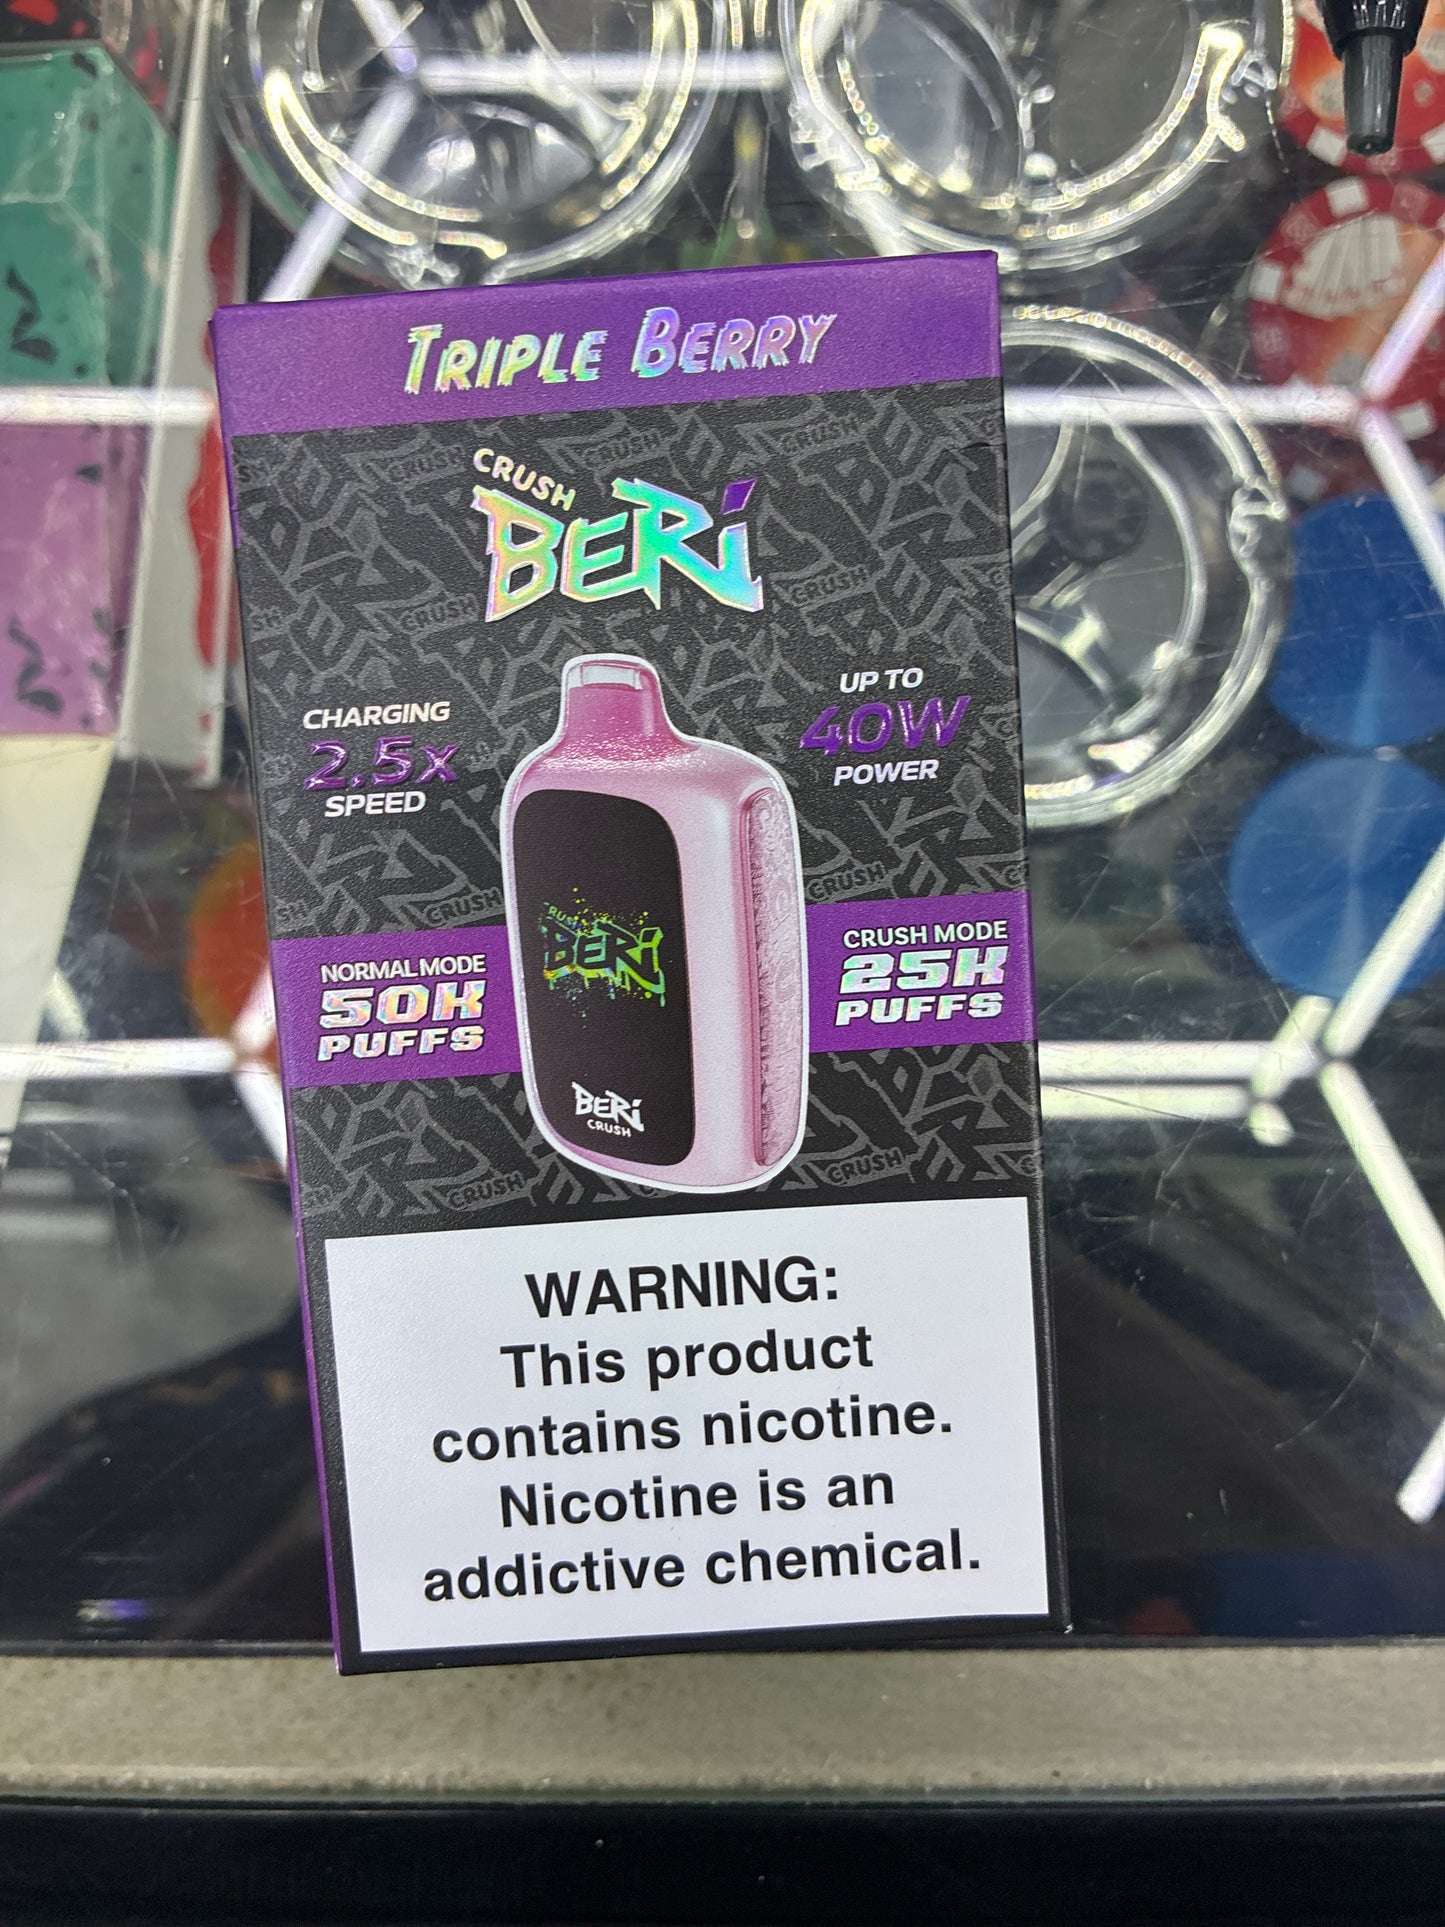 TRIPLE BERRY
CRUSH
BERi
CHARGING
2.5x
SPEED
UP TO
40W
POWER
NORMAL MODE
50K
PUFFS
CRUSH MODE
25K
PUFFS
BERi
BERi
CRUSH
WARNING:
This product
contains nicotine.
Nicotine is an
addictive chemical.